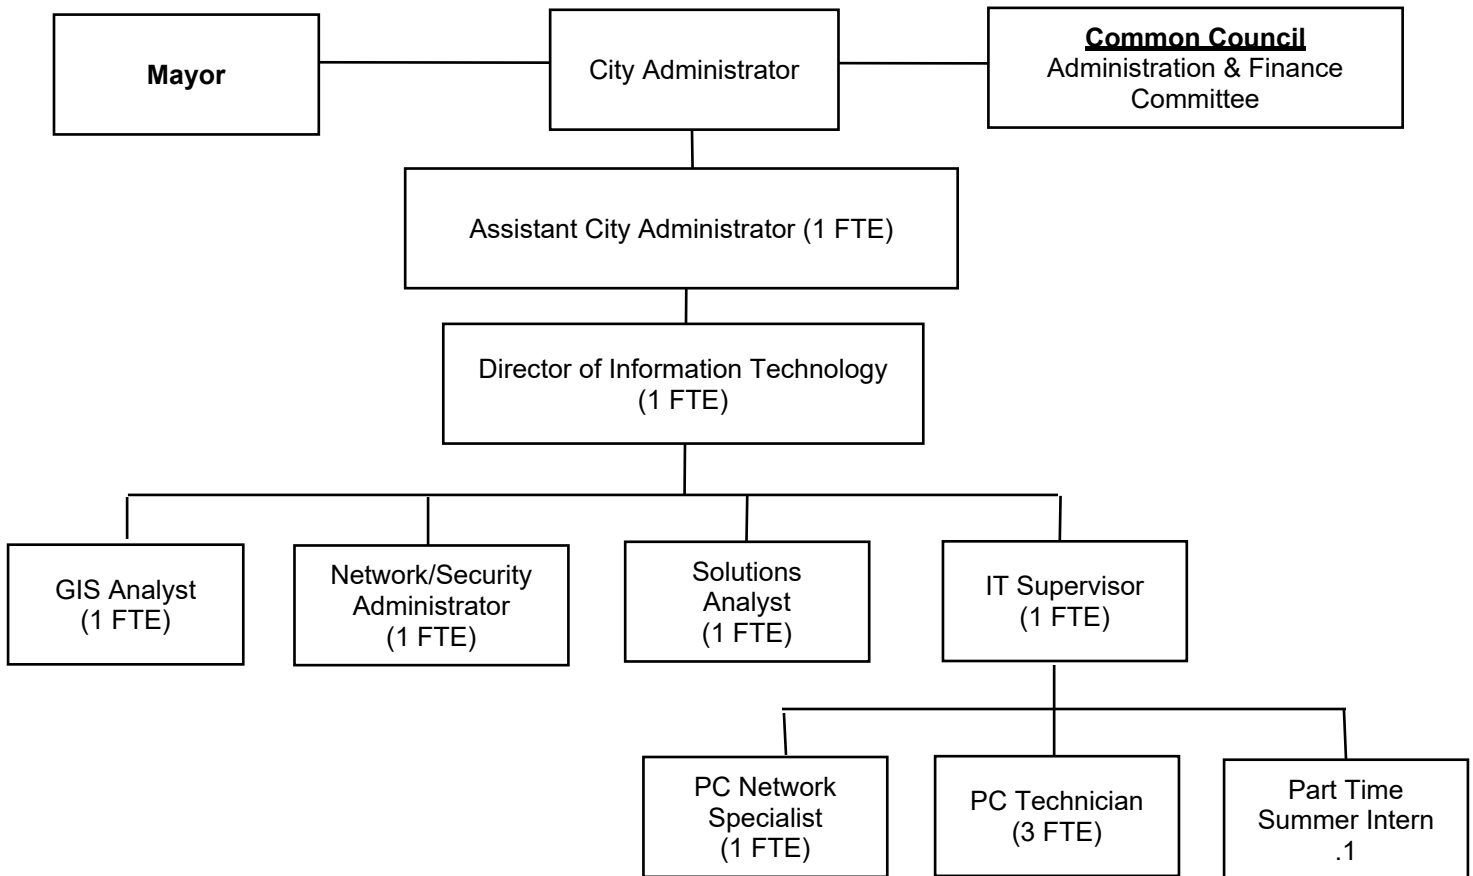 Mayor
City Administrator
Common Council
Administration & Finance
Committee
Assistant City Administrator (1 FTE)
Director of Information Technology
(1 FTE)
GIS Analyst
(1 FTE)
Network/Security
Administrator
(1 FTE)
Solutions
Analyst
(1 FTE)
IT Supervisor
(1 FTE)
PC Network
Specialist
(1 FTE)
PC Technician
(3 FTE)
Part Time
Summer Intern
.1